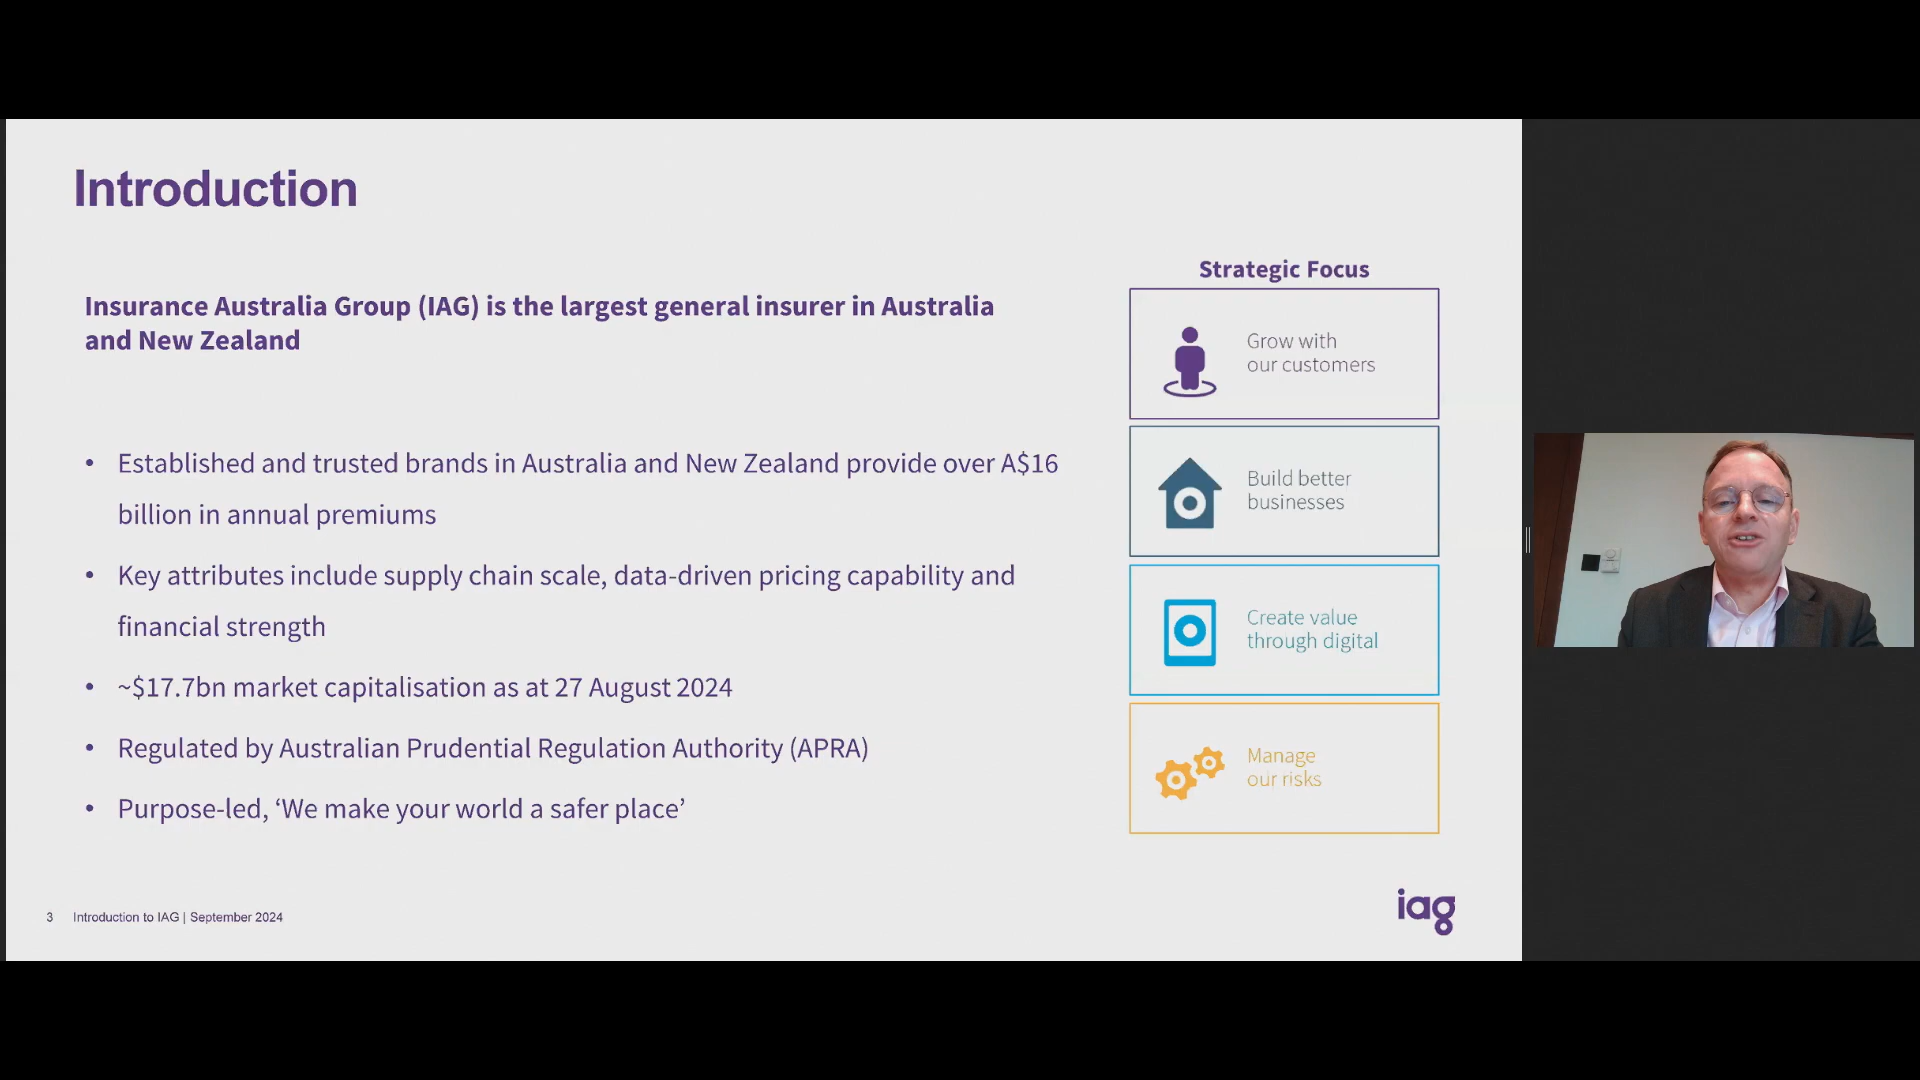 Introduction
Insurance Australia Group (IAG) is the largest general insurer in Australia
and New Zealand
• Established and trusted brands in Australia and New Zealand provide over A$16
billion in annual premiums
• Key attributes include supply chain scale, data-driven pricing capability and
financial strength
• ~$17.7bn market capitalisation as at 27 August 2024
• Regulated by Australian Prudential Regulation Authority (APRA)
• Purpose-led, ‘We make your world a safer place’
Strategic Focus
Grow with
our customers
Build better
businesses
Create value
through digital
Manage
our risks
3 Introduction to IAG | September 2024
iag